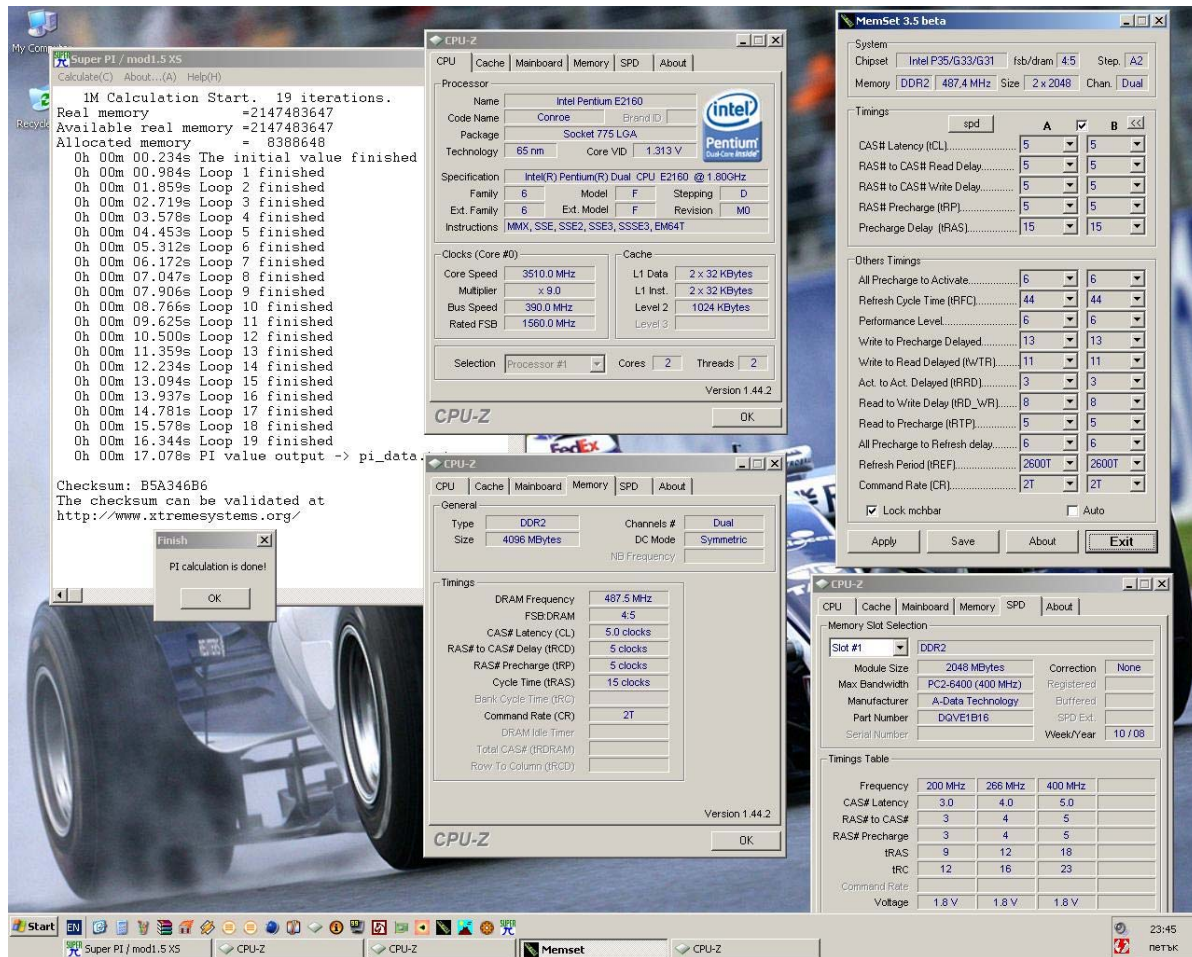 My Com
Recycle
Super PI / mod1.5 XS
Calculate(C) About...(A) Help(H)
1M Calculation Start. 19 iterations.
Real memory =2147483647
Available real memory =2147483647
Allocated memory = 8388648
0h 00m 00.234s The initial value finished
0h 00m 00.984s Loop 1 finished
0h 00m 01.859s Loop 2 finished
0h 00m 02.719s Loop 3 finished
0h 00m 03.578s Loop 4 finished
0h 00m 04.453s Loop 5 finished
0h 00m 05.312s Loop 6 finished
0h 00m 06.172s Loop 7 finished
0h 00m 07.047s Loop 8 finished
0h 00m 07.906s Loop 9 finished
0h 00m 08.766s Loop 10 finished
0h 00m 09.625s Loop 11 finished
0h 00m 10.500s Loop 12 finished
0h 00m 11.359s Loop 13 finished
0h 00m 12.234s Loop 14 finished
0h 00m 13.094s Loop 15 finished
0h 00m 13.937s Loop 16 finished
0h 00m 14.781s Loop 17 finished
0h 00m 15.578s Loop 18 finished
0h 00m 16.344s Loop 19 finished
0h 00m 17.078s PI value output -> pi_data.
Checksum: B5A346B6
The checksum can be validated at
http://www.xtremesystems.org/
Finish
PI calculation is done!
OK
CPU-Z
CPU Cache Mainboard Memory SPD About
Processor
Name Intel Pentium E2160
Code Name Conroe Brand ID
Package Socket 775 LGA
Technology 65 nm Core VID 1.313 V
intel
Pentium
Dual-Core inside
Specification Intel(R) Pentium(R) Dual CPU E2160 @ 1.80GHz
Family 6 Model F Stepping D
Ext. Family 6 Ext. Model F Revision M0
Instructions MMX, SSE, SSE2, SSE3, SSSE3, EM64T
Clocks (Core #0)
Core Speed 3510.0 MHz
Multiplier x 9.0
Bus Speed 390.0 MHz
Rated FSB 1560.0 MHz
Cache
L1 Data 2 x 32 KBytes
L1 Inst. 2 x 32 KBytes
Level 2 1024 KBytes
Level 3
Selection Processor #1 Cores 2 Threads 2
Version 1.44.2
CPU-Z OK
FedEx
CPU-Z
CPU Cache Mainboard Memory SPD About
General
Type DDR2 Channels # Dual
Size 4096 MBytes DC Mode Symmetric
NB Frequency
Timings
DRAM Frequency 487.5 MHz
FSB:DRAM 4:5
CAS# Latency (CL) 5.0 clocks
RAS# to CAS# Delay (tRCD) 5 clocks
RAS# Precharge (tRP) 5 clocks
Cycle Time (tRAS) 15 clocks
Bank Cycle Time (tRC)
Command Rate (CR) 2T
DRAM Idle Timer
Total CAS# (tRDRAM)
Row To Column (tRCD)
Version 1.44.2
CPU-Z OK
MemSet 3.5 beta
System
Chipset Intel P35/G33/G31 fsb/dram 4:5 Step. A2
Memory DDR2 487,4 MHz Size 2 x 2048 Chan. Dual
Timings
spd A B <<
CAS# Latency (tCL) 5 5
RAS# to CAS# Read Delay 5 5
RAS# to CAS# Write Delay 5 5
RAS# Precharge (tRP) 5 5
Precharge Delay (tRAS) 15 15
Others Timings
All Precharge to Activate 6 6
Refresh Cycle Time (tRFC) 44 44
Performance Level 6 6
Write to Precharge Delayed 13 13
Write to Read Delayed (tWTR) 11 11
Act. to Act. Delayed (tRRD) 3 3
Read to Write Delay (tRD_WR) 8 8
Read to Precharge (tRTP) 5 5
All Precharge to Refresh delay 6 6
Refresh Period (tREF) 2600T 2600T
Command Rate (CR) 2T 2T
Lock mchbar Auto
Apply Save About Exit
CPU-Z
CPU Cache Mainboard Memory SPD About
Memory Slot Selection
Slot #1 DDR2
Module Size 2048 MBytes Correction None
Max Bandwidth PC2-6400 (400 MHz) Registered
Manufacturer A-Data Technology Buffered
Part Number DQVE1B16 SPD Ext.
Serial Number Week/Year 10 / 08
Timings Table
Frequency 200 MHz 266 MHz 400 MHz
CAS# Latency 3.0 4.0 5.0
RAS# to CAS# 3 4 5
RAS# Precharge 3 4 5
tRAS 9 12 18
tRC 12 16 23
Command Rate
Voltage 1.8 V 1.8 V 1.8 V
Start EN
Super PI / mod1.5 XS CPU-Z CPU-Z Memset CPU-Z
23:45
петък